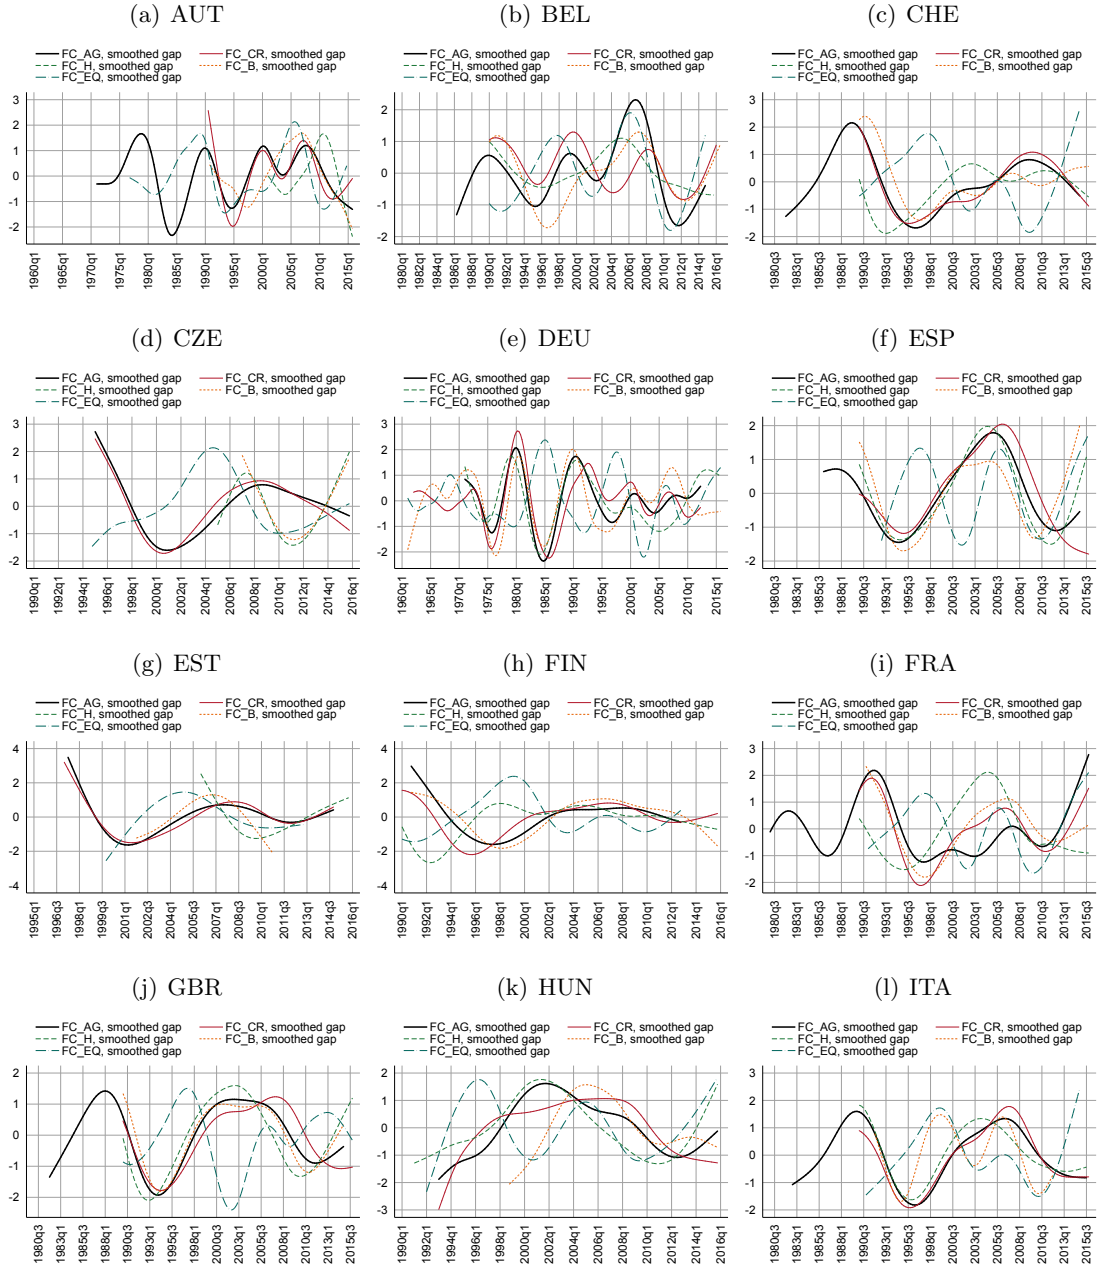 (a) AUT
FC_AG, smoothed gap FC_CR, smoothed gap
FC_H, smoothed gap FC_B, smoothed gap
FC_EQ, smoothed gap
3
2
1
0
-1
-2
1960q1 1965q1 1970q1 1975q1 1980q1 1985q1 1990q1 1995q1 2000q1 2005q1 2010q1 2015q1
(b) BEL
FC_AG, smoothed gap FC_CR, smoothed gap
FC_H, smoothed gap FC_B, smoothed gap
FC_EQ, smoothed gap
2
1
0
-1
-2
1980q1 1982q1 1984q1 1986q1 1988q1 1990q1 1992q1 1994q1 1996q1 1998q1 2000q1 2002q1 2004q1 2006q1 2008q1 2010q1 2012q1 2014q1 2016q1
(c) CHE
FC_AG, smoothed gap FC_CR, smoothed gap
FC_H, smoothed gap FC_B, smoothed gap
FC_EQ, smoothed gap
3
2
1
0
-1
-2
1980q3 1983q1 1985q3 1988q1 1990q3 1993q1 1995q3 1998q1 2000q3 2003q1 2005q3 2008q1 2010q3 2013q1 2015q3
(d) CZE
FC_AG, smoothed gap FC_CR, smoothed gap
FC_H, smoothed gap FC_B, smoothed gap
FC_EQ, smoothed gap
3
2
1
0
-1
-2
1990q1 1992q1 1994q1 1996q1 1998q1 2000q1 2002q1 2004q1 2006q1 2008q1 2010q1 2012q1 2014q1 2016q1
(e) DEU
FC_AG, smoothed gap FC_CR, smoothed gap
FC_H, smoothed gap FC_B, smoothed gap
FC_EQ, smoothed gap
3
2
1
0
-1
-2
1960q1 1965q1 1970q1 1975q1 1980q1 1985q1 1990q1 1995q1 2000q1 2005q1 2010q1 2015q1
(f) ESP
FC_AG, smoothed gap FC_CR, smoothed gap
FC_H, smoothed gap FC_B, smoothed gap
FC_EQ, smoothed gap
2
1
0
-1
-2
1980q3 1983q1 1985q3 1988q1 1990q3 1993q1 1995q3 1998q1 2000q3 2003q1 2005q3 2008q1 2010q3 2013q1 2015q3
(g) EST
FC_AG, smoothed gap FC_CR, smoothed gap
FC_H, smoothed gap FC_B, smoothed gap
FC_EQ, smoothed gap
4
2
0
-2
-4
1995q1 1996q3 1998q1 1999q3 2001q1 2002q3 2004q1 2005q3 2007q1 2008q3 2010q1 2011q3 2013q1 2014q3 2016q1
(h) FIN
FC_AG, smoothed gap FC_CR, smoothed gap
FC_H, smoothed gap FC_B, smoothed gap
FC_EQ, smoothed gap
4
2
0
-2
-4
1990q1 1992q1 1994q1 1996q1 1998q1 2000q1 2002q1 2004q1 2006q1 2008q1 2010q1 2012q1 2014q1 2016q1
(i) FRA
FC_AG, smoothed gap FC_CR, smoothed gap
FC_H, smoothed gap FC_B, smoothed gap
FC_EQ, smoothed gap
3
2
1
0
-1
-2
1980q3 1983q1 1985q3 1988q1 1990q3 1993q1 1995q3 1998q1 2000q3 2003q1 2005q3 2008q1 2010q3 2013q1 2015q3
(j) GBR
FC_AG, smoothed gap FC_CR, smoothed gap
FC_H, smoothed gap FC_B, smoothed gap
FC_EQ, smoothed gap
2
1
0
-1
-2
1980q3 1983q1 1985q3 1988q1 1990q3 1993q1 1995q3 1998q1 2000q3 2003q1 2005q3 2008q1 2010q3 2013q1 2015q3
(k) HUN
FC_AG, smoothed gap FC_CR, smoothed gap
FC_H, smoothed gap FC_B, smoothed gap
FC_EQ, smoothed gap
2
1
0
-1
-2
-3
1990q1 1992q1 1994q1 1996q1 1998q1 2000q1 2002q1 2004q1 2006q1 2008q1 2010q1 2012q1 2014q1 2016q1
(l) ITA
FC_AG, smoothed gap FC_CR, smoothed gap
FC_H, smoothed gap FC_B, smoothed gap
FC_EQ, smoothed gap
3
2
1
0
-1
-2
1980q3 1983q1 1985q3 1988q1 1990q3 1993q1 1995q3 1998q1 2000q3 2003q1 2005q3 2008q1 2010q3 2013q1 2015q3